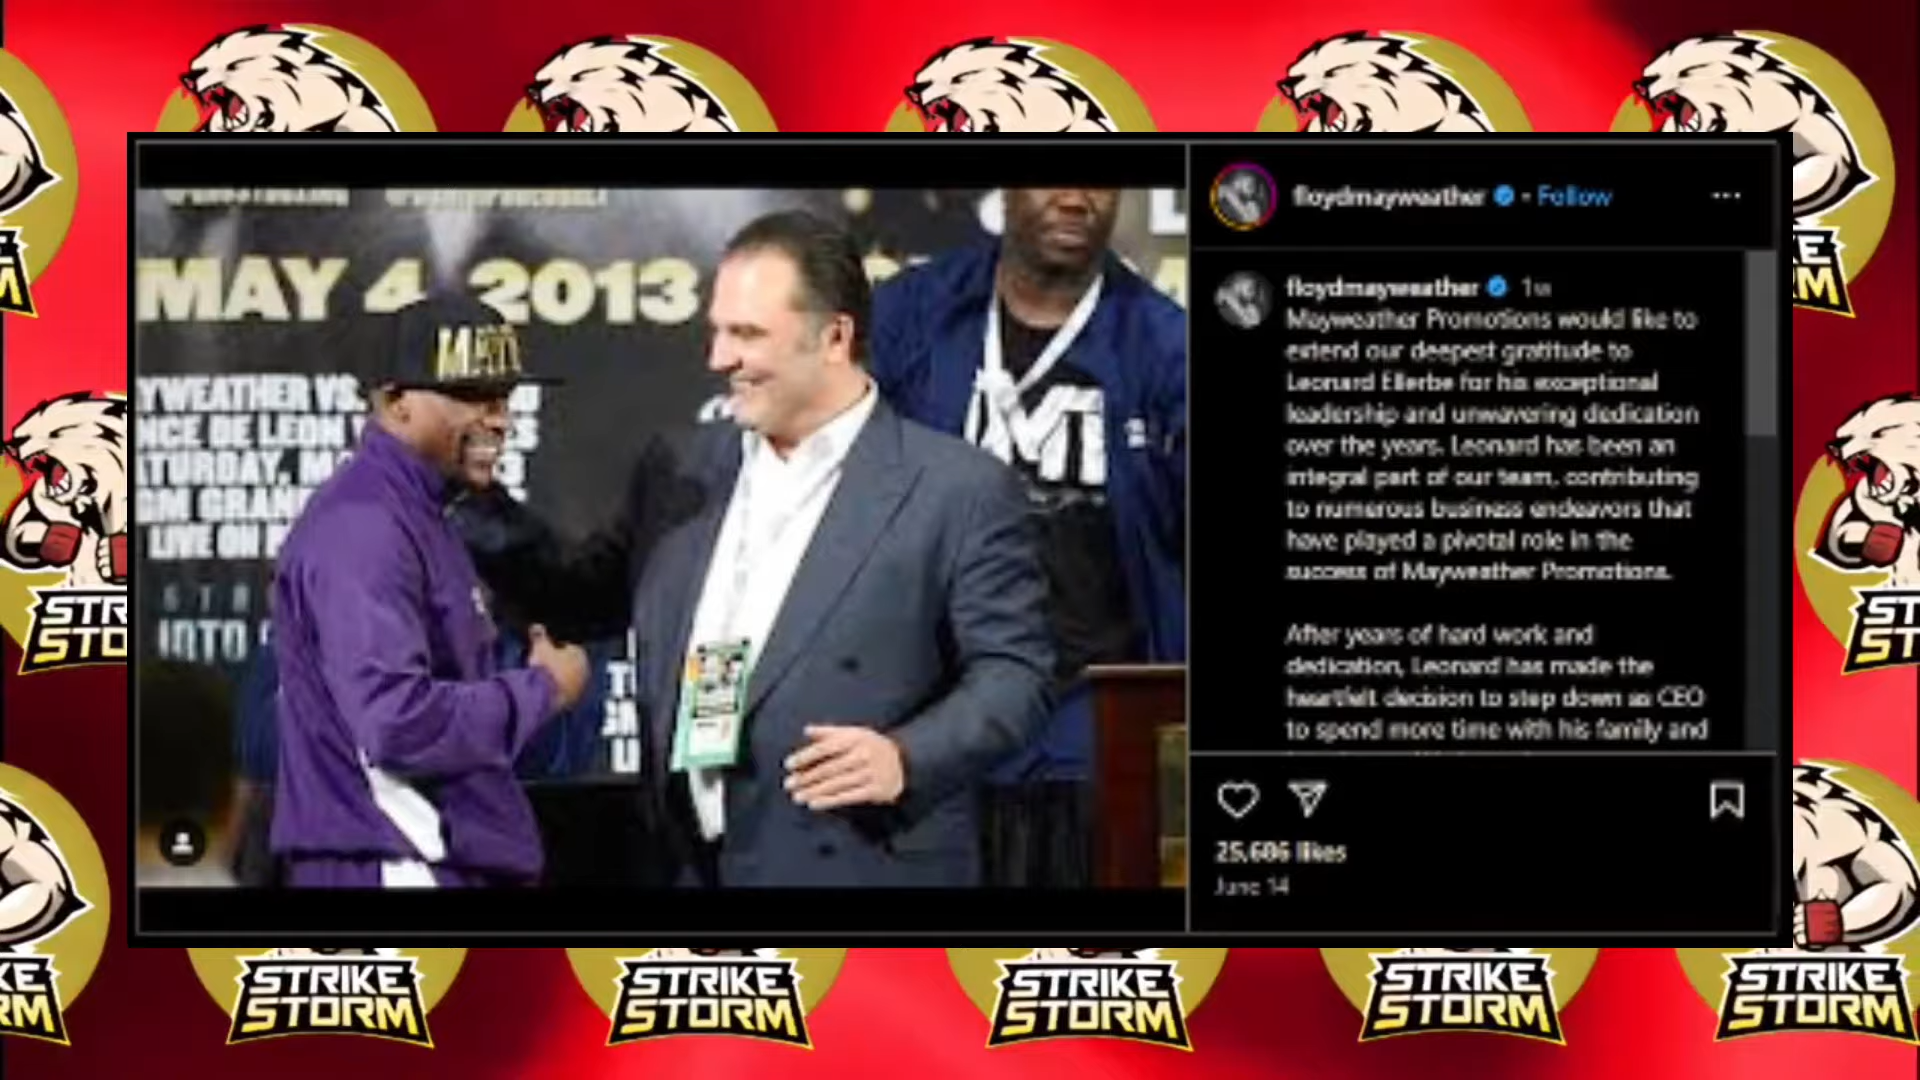 MAY 4, 2013
MAYT
YWEATHER VS.
NCE DE LEON V
ATURDAY, MA
GM GRAN
LIVE ON
STR
INTO
floydmayweather • Follow
floydmayweather 1w
Mayweather Promotions would like to
extend our deepest gratitude to
Leonard Ellerbe for his exceptional
leadership and unwavering dedication
over the years. Leonard has been an
integral part of our team, contributing
to numerous business endeavors that
have played a pivotal role in the
success of Mayweather Promotions.
After years of hard work and
dedication, Leonard has made the
heartfelt decision to step down as CEO
to spend more time with his family and
25,686 likes
June 14
STRIKE
STORM
STRIKE
STORM
STRIKE
STORM
STRIKE
STORM
STRIKE
STORM